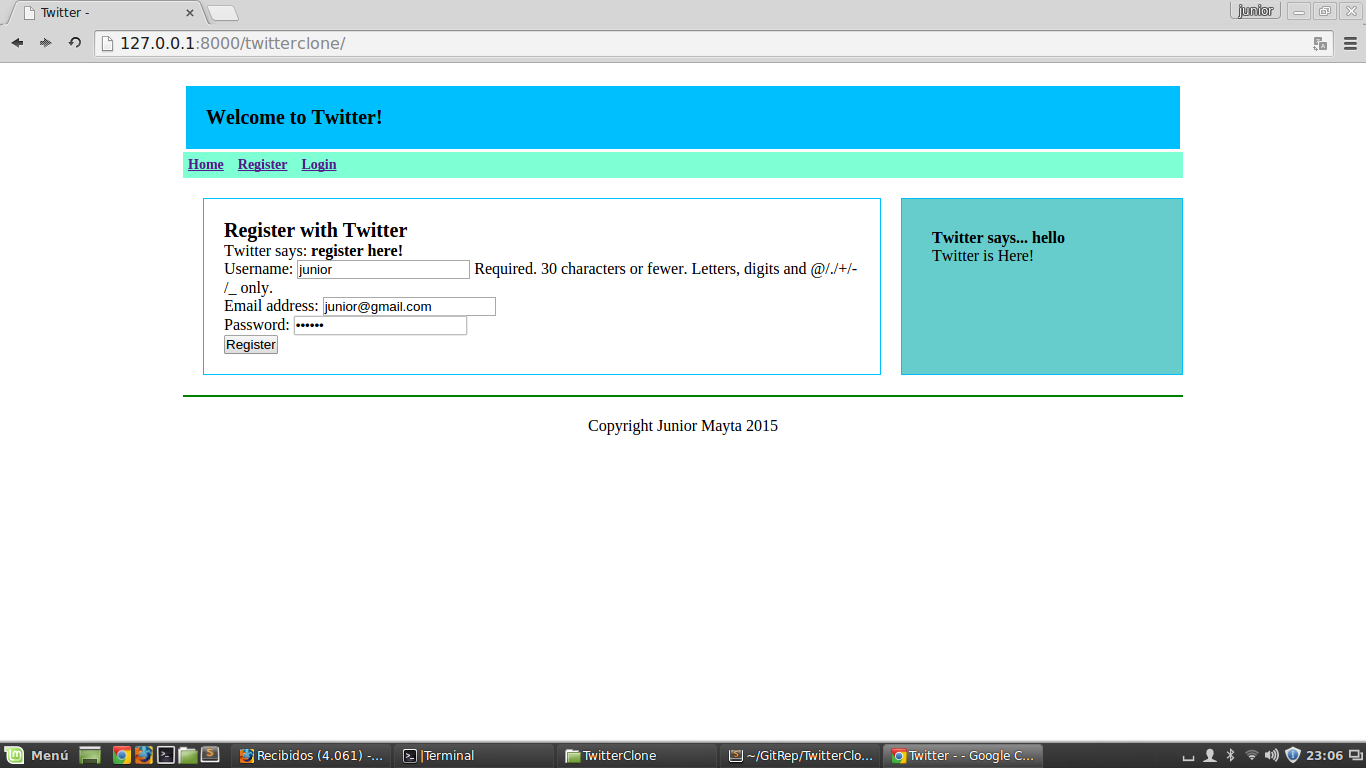 Twitter -
junior
127.0.0.1:8000/twitterclone/
Welcome to Twitter!
Home Register Login
Register with Twitter
Twitter says: register here!
Username: junior Required. 30 characters or fewer. Letters, digits and @/./+/-
/_ only.
Email address: junior@gmail.com
Password: ••••••
Register
Twitter says... hello
Twitter is Here!
Copyright Junior Mayta 2015
Menú Recibidos (4.061) -... |Terminal TwitterClone ~/GitRep/TwitterClo... Twitter - - Google C... 23:06